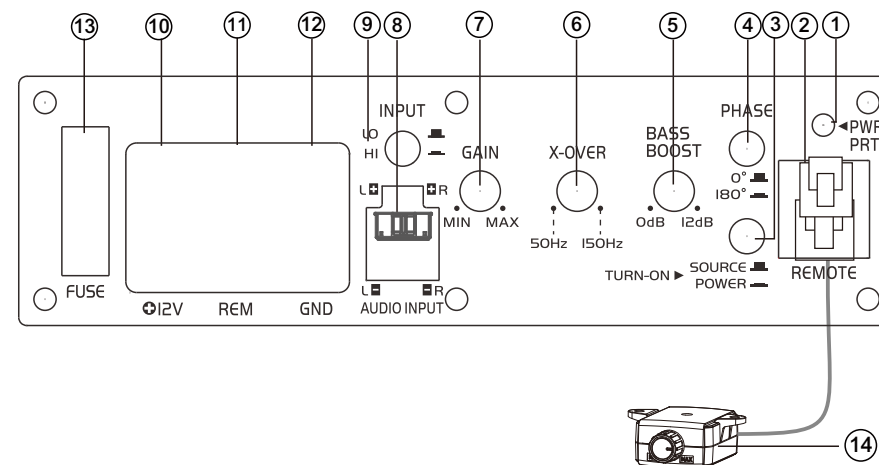 13 10 11 12 9 8 7 6 5 4 3 2 1
INPUT
LO
HI
L + + R
GAIN
MIN MAX
X-OVER
50Hz 150Hz
BASS
BOOST
0dB 12dB
PHASE
0°
180°
◄PWR
PRT
TURN-ON ► SOURCE
POWER
REMOTE
FUSE
+12V REM GND
L - - R
AUDIO INPUT
14
MAX